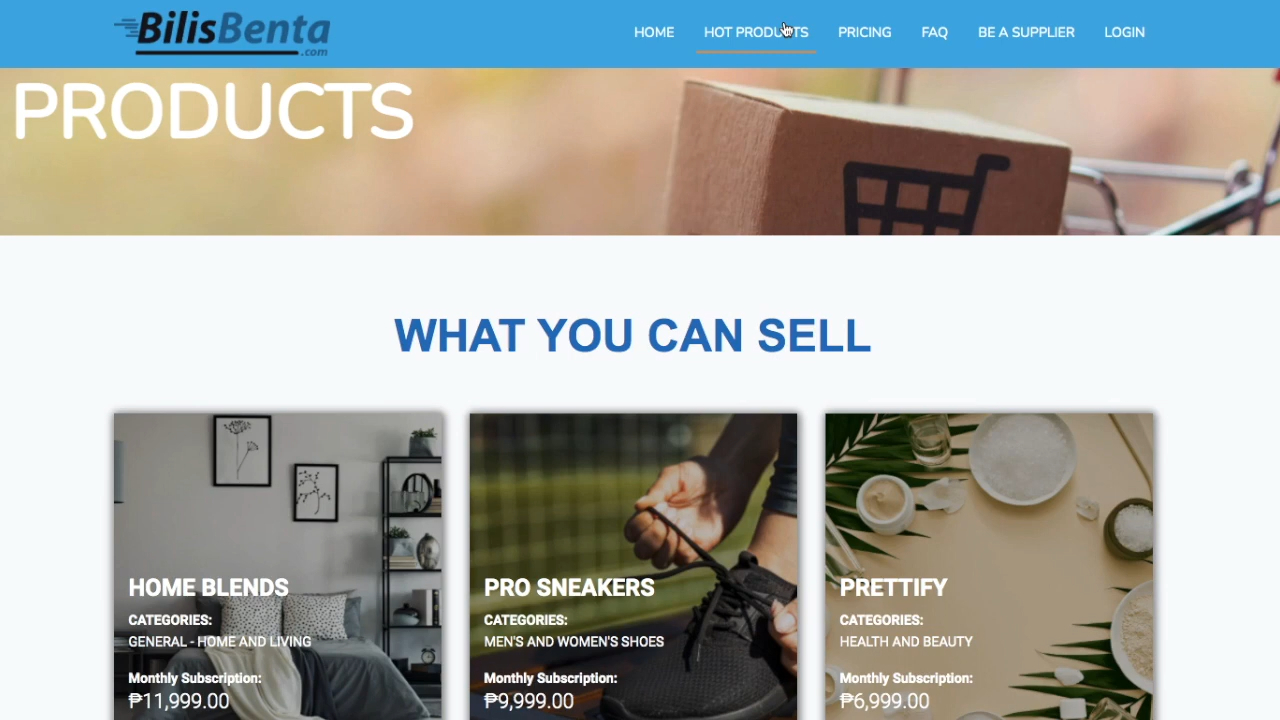 BilisBenta
.com
HOME HOT PRODUCTS PRICING FAQ BE A SUPPLIER LOGIN
PRODUCTS
WHAT YOU CAN SELL
HOME BLENDS
CATEGORIES:
GENERAL - HOME AND LIVING
Monthly Subscription:
₱11,999.00
PRO SNEAKERS
CATEGORIES:
MEN'S AND WOMEN'S SHOES
Monthly Subscription:
₱9,999.00
PRETTIFY
CATEGORIES:
HEALTH AND BEAUTY
Monthly Subscription:
₱6,999.00